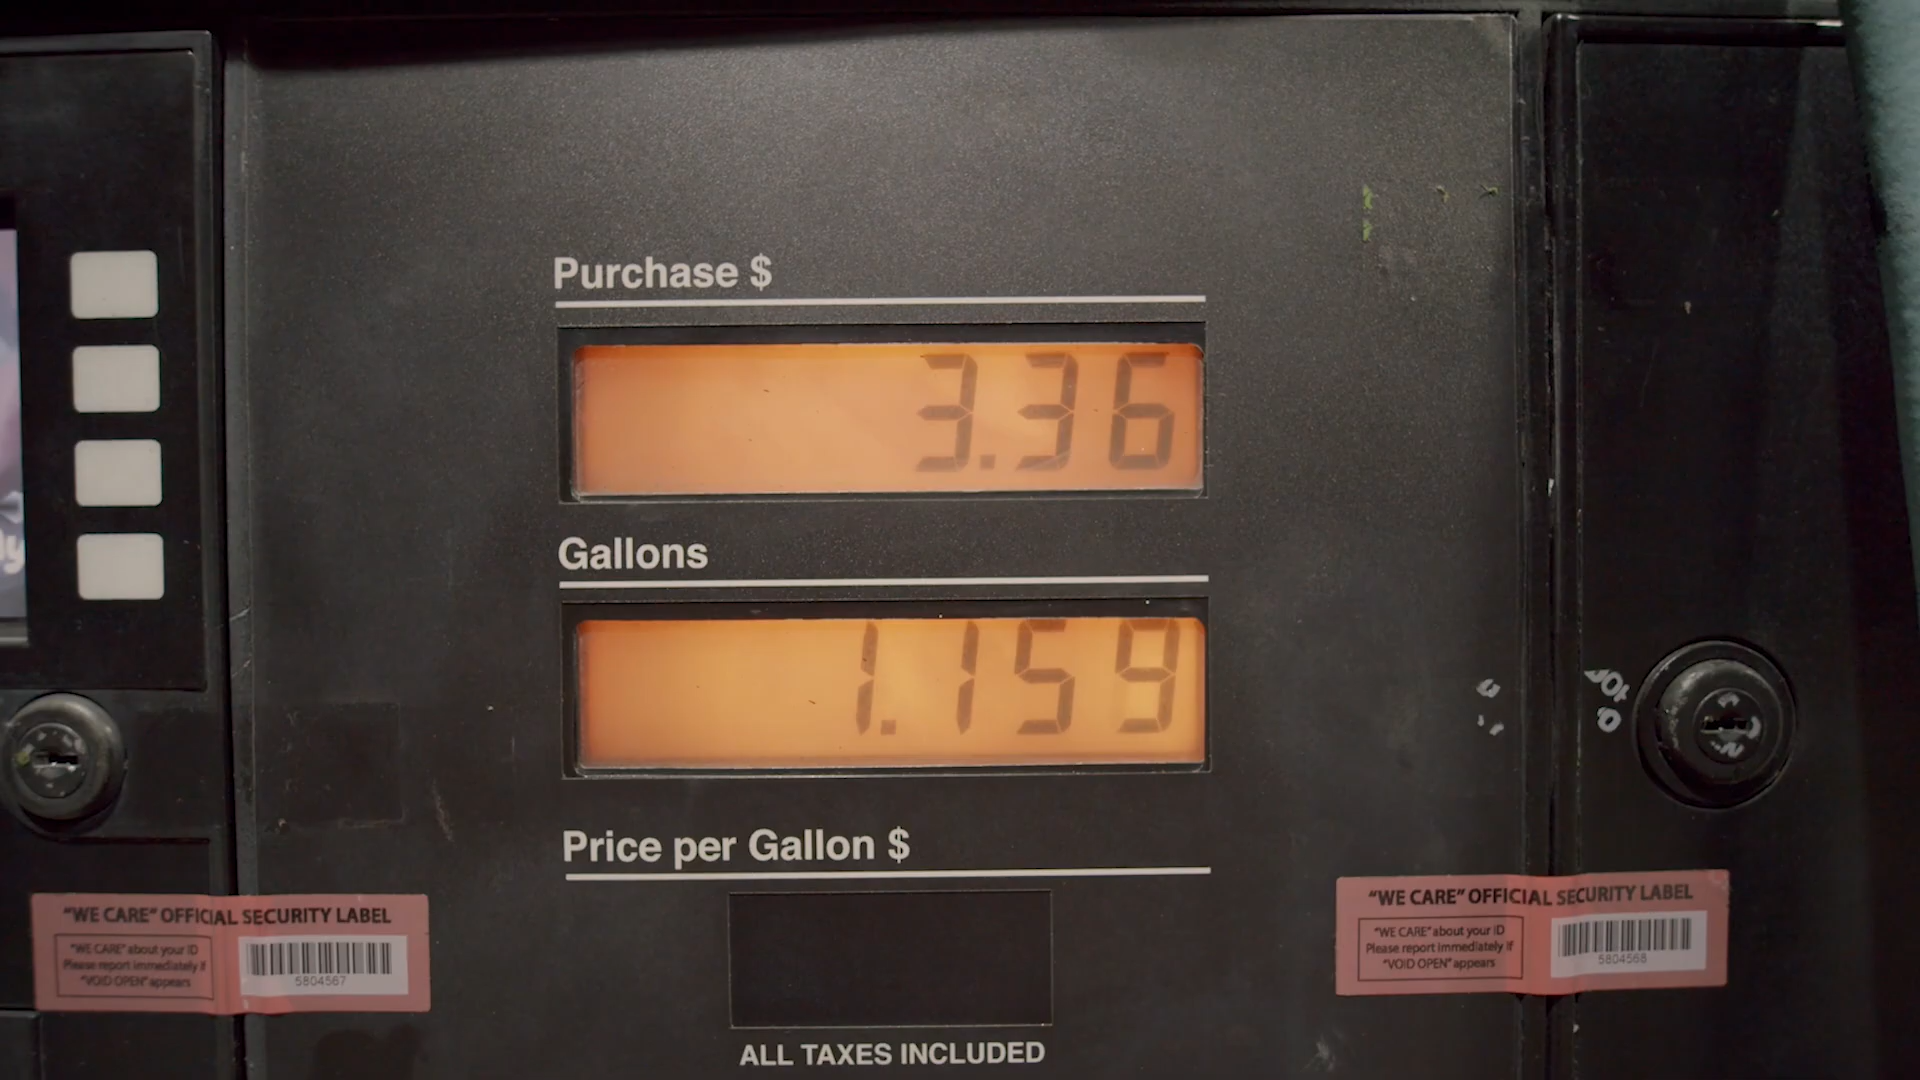 Purchase $
3.36
Gallons
1.159
Price per Gallon $
"WE CARE" OFFICIAL SECURITY LABEL
"WE CARE" about your ID
Please report immediately if
"VOID OPEN" appears
5804567
"WE CARE" OFFICIAL SECURITY LABEL
"WE CARE" about your ID
Please report immediately if
"VOID OPEN" appears
5804568
ALL TAXES INCLUDED